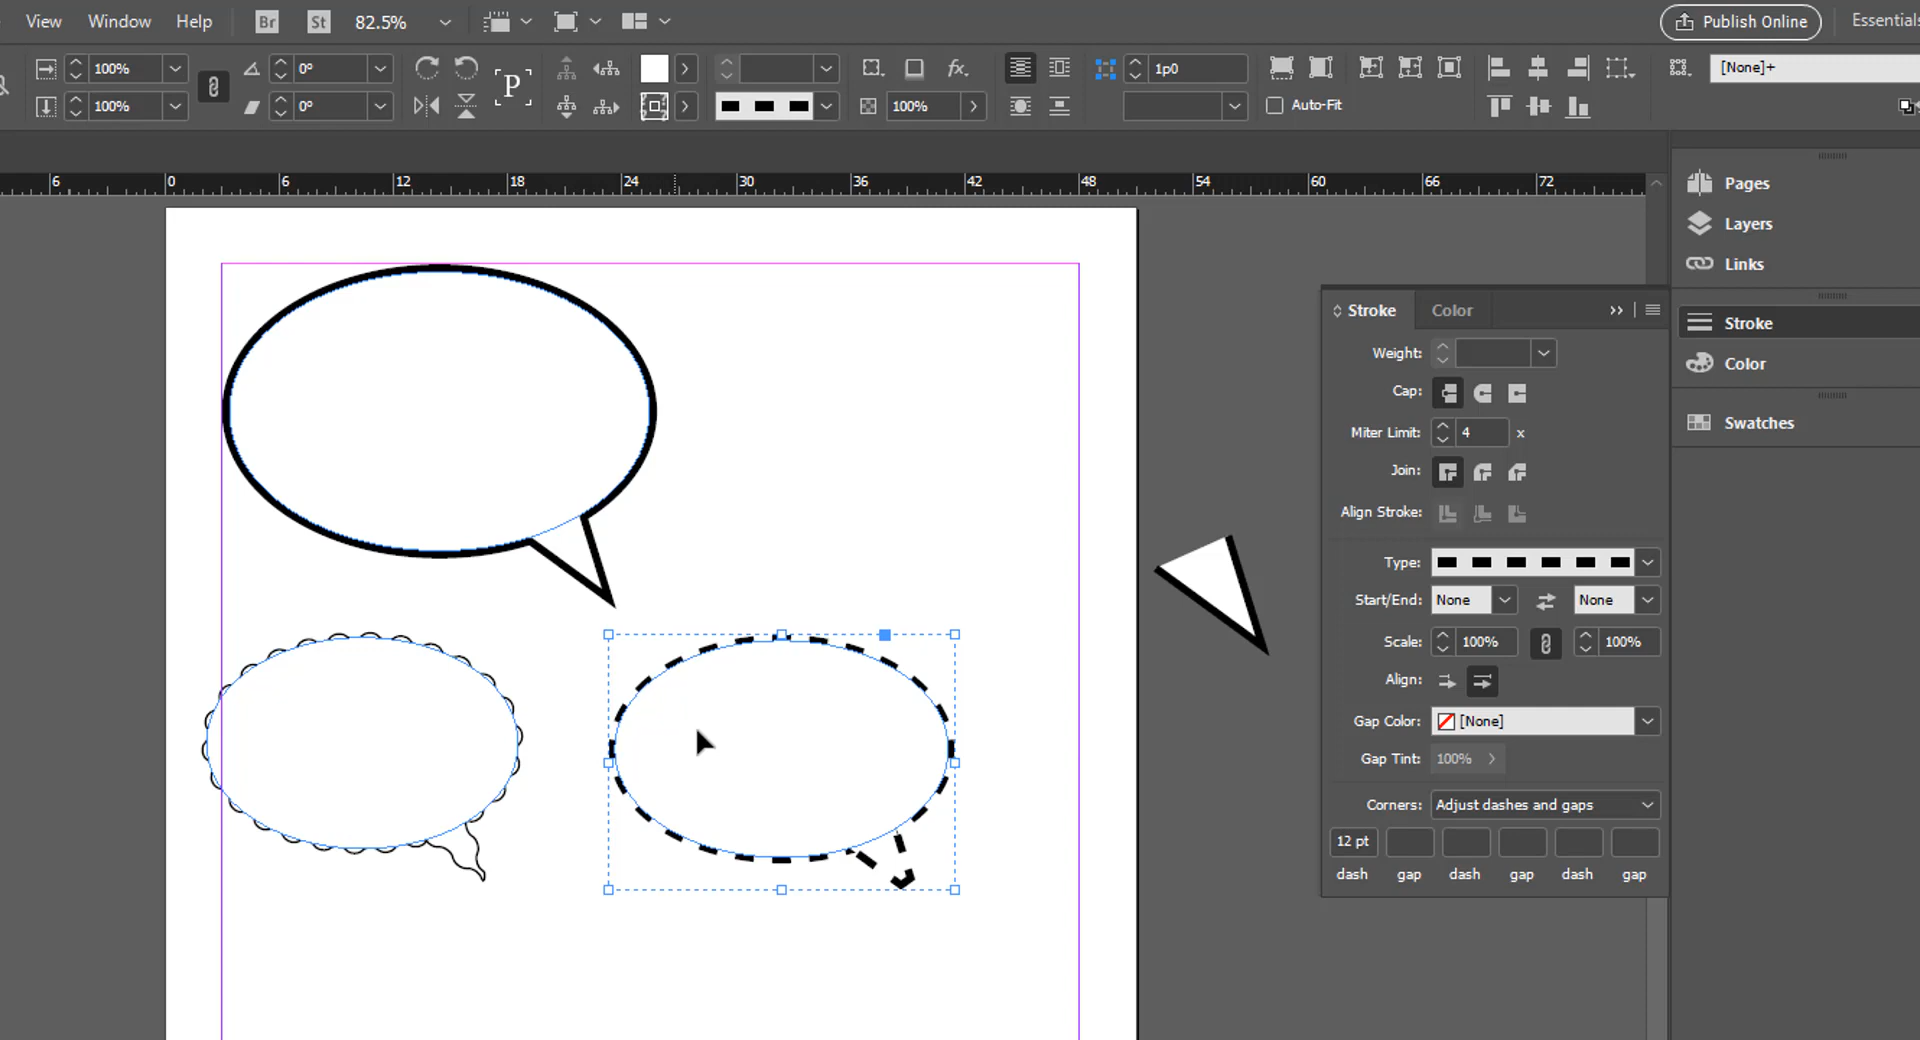 View Window Help Br St 82.5% Publish Online Essentials
100% 0° 1p0 [None]+
100% 0° P fx 100% Auto-Fit
6 0 6 12 18 24 30 36 42 48 54 60 66 72
Pages
Layers
Links
Stroke
Color
Swatches
Stroke Color
Weight:
Cap:
Miter Limit: 4 x
Join:
Align Stroke:
Type:
Start/End: None None
Scale: 100% 100%
Align:
Gap Color: [None]
Gap Tint: 100%
Corners: Adjust dashes and gaps
12 pt
dash gap dash gap dash gap